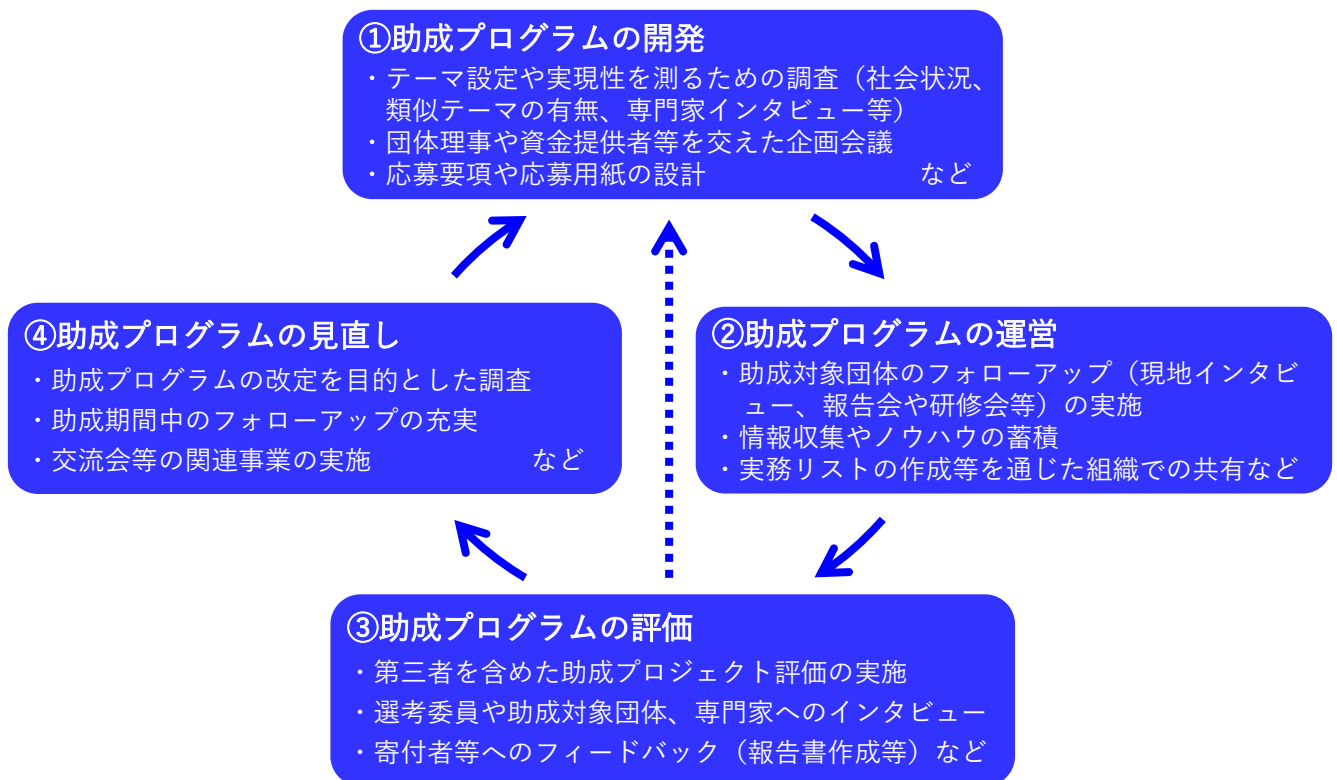 ①助成プログラムの開発
・テーマ設定や実現性を測るための調査（社会状況、
類似テーマの有無、専門家インタビュー等）
・団体理事や資金提供者等を交えた企画会議
・応募要項や応募用紙の設計 など
②助成プログラムの運営
・助成対象団体のフォローアップ（現地インタビ
ュー、報告会や研修会等）の実施
・情報収集やノウハウの蓄積
・実務リストの作成等を通じた組織での共有など
③助成プログラムの評価
・第三者を含めた助成プロジェクト評価の実施
・選考委員や助成対象団体、専門家へのインタビュー
・寄付者等へのフィードバック（報告書作成等）など
④助成プログラムの見直し
・助成プログラムの改定を目的とした調査
・助成期間中のフォローアップの充実
・交流会等の関連事業の実施 など